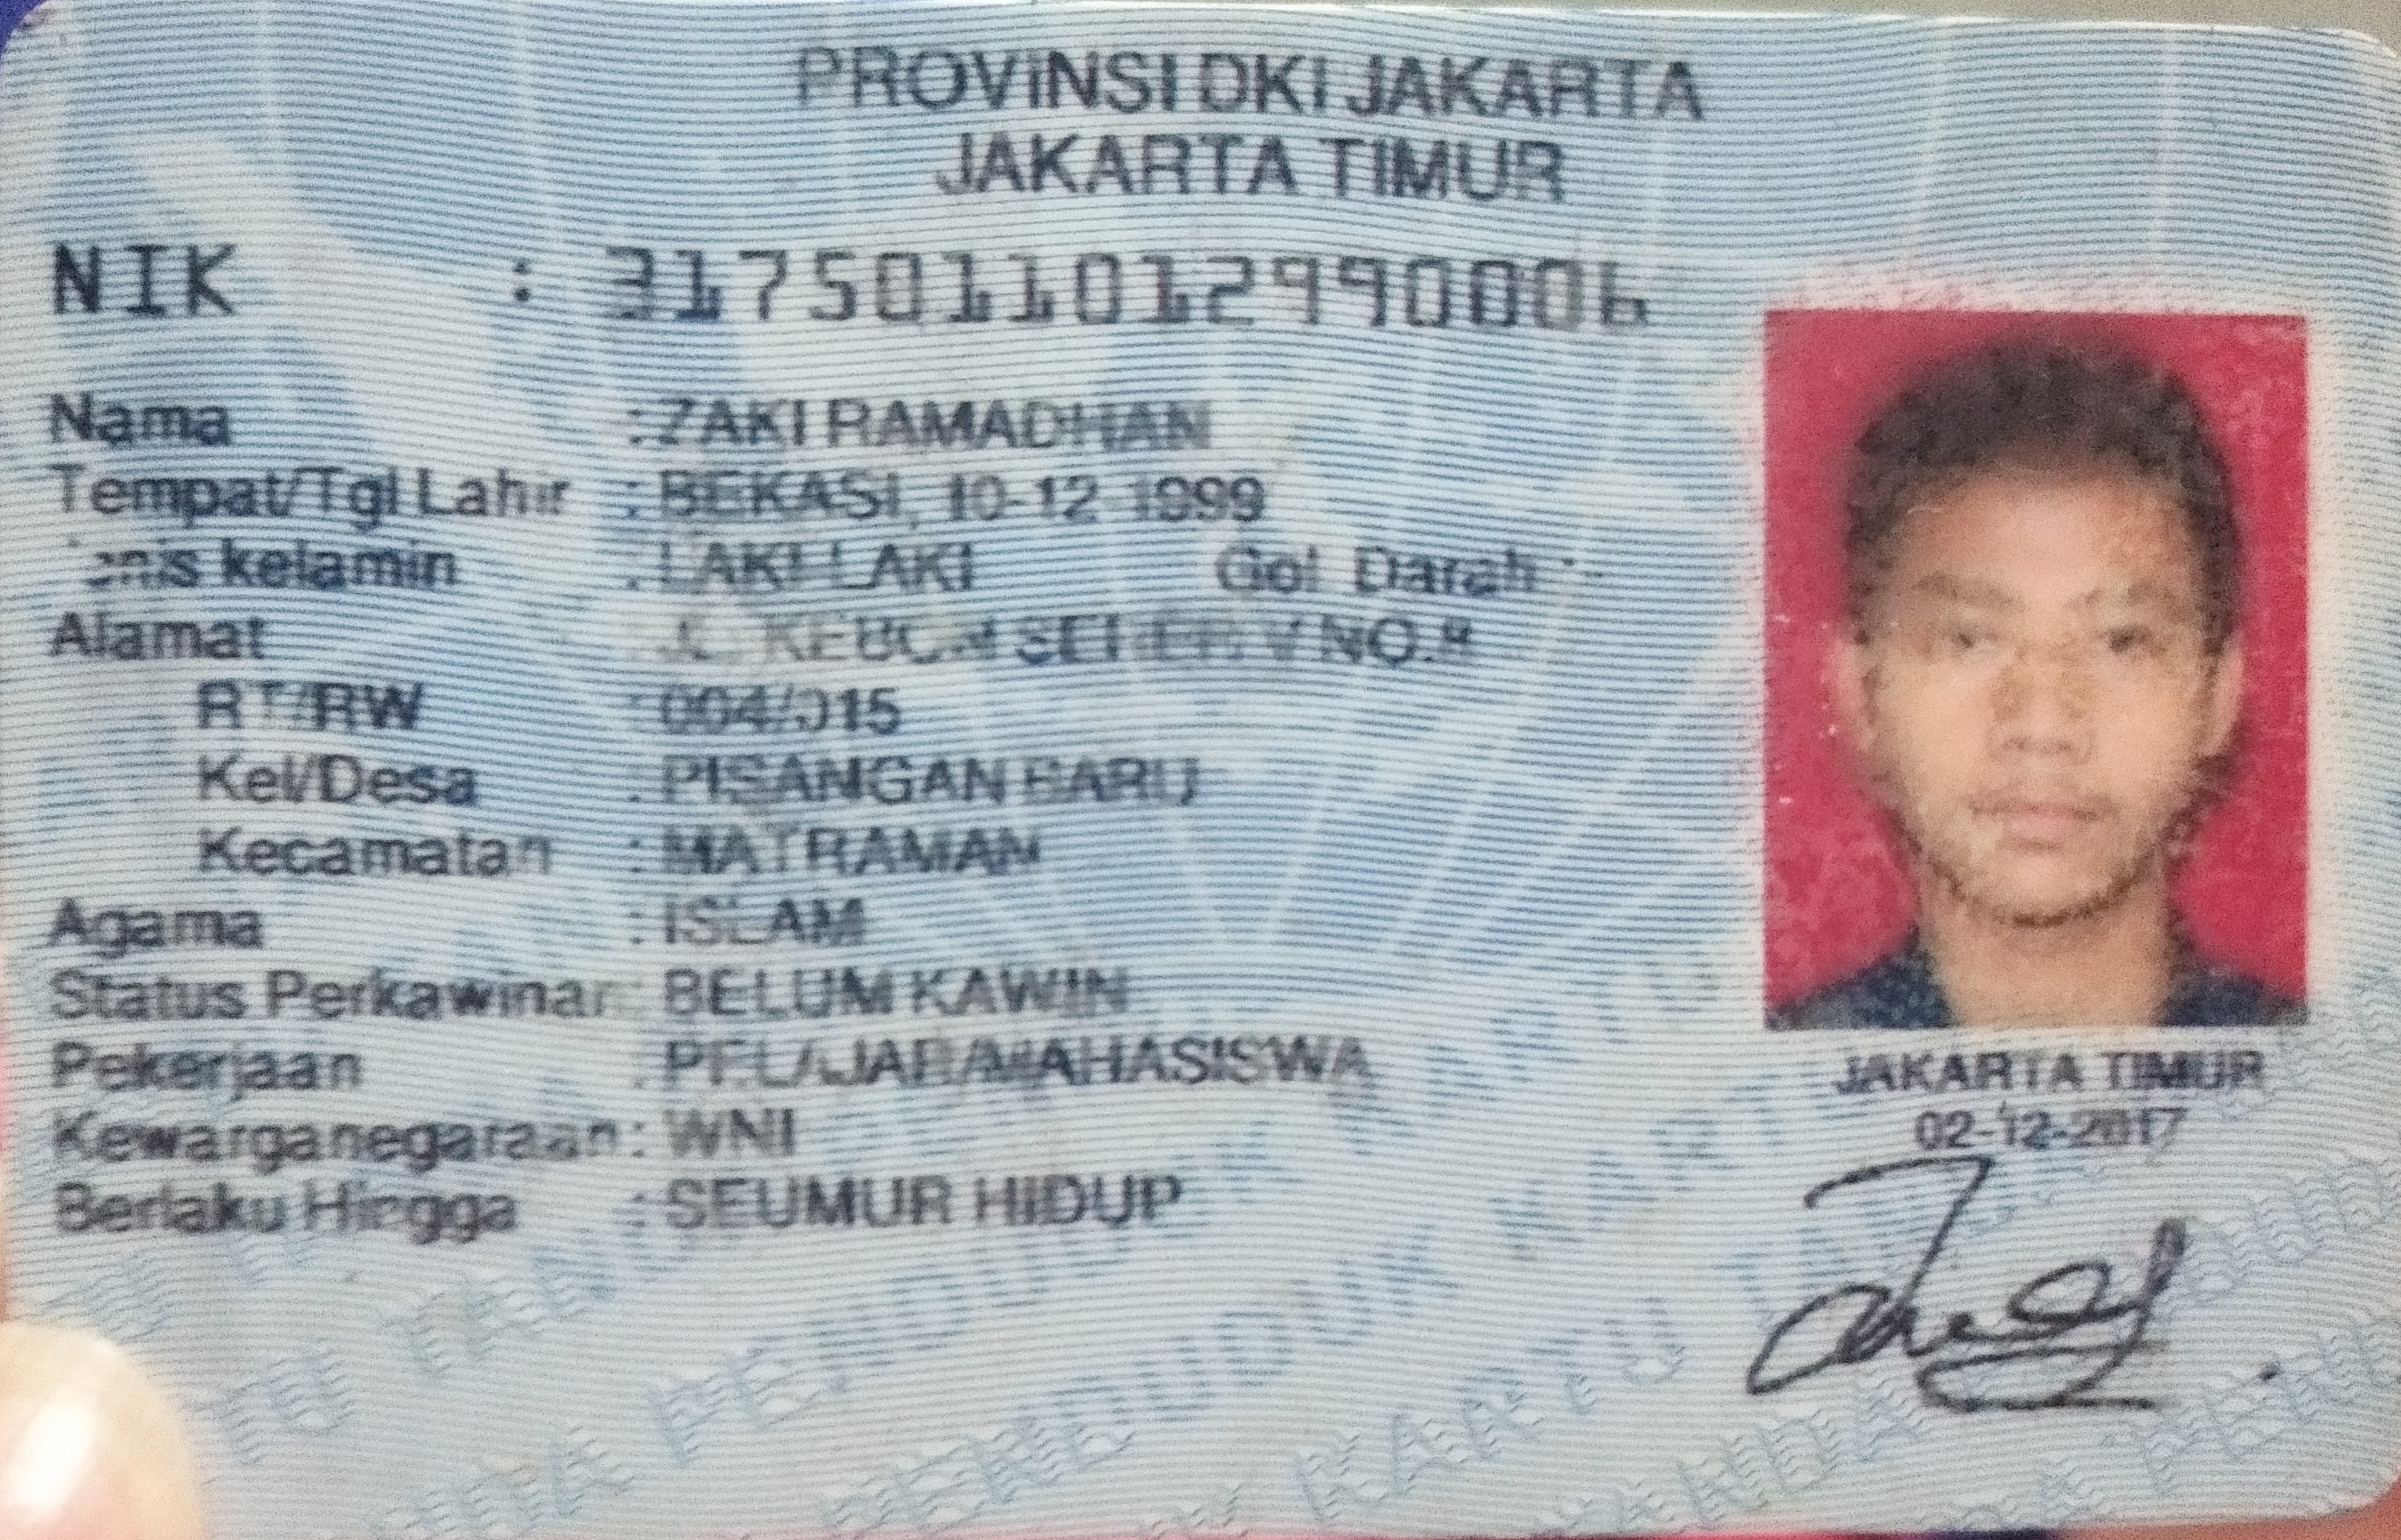 PROVINSI DKI JAKARTA
JAKARTA TIMUR
NIK : 3175011012990006
Nama : ZAKI RAMADHAN
Tempat/Tgl Lahir : BEKASI, 10-12-1999
Jenis kelamin : LAKI-LAKI Gol. Darah : -
Alamat : JL. KEBON V NO.
RT/RW : 004/015
Kel/Desa : PISANGAN BARU
Kecamatan : MATRAMAN
Agama : ISLAM
Status Perkawinan : BELUM KAWIN
Pekerjaan : PELAJAR/MAHASISWA
Kewarganegaraan : WNI
Berlaku Hingga : SEUMUR HIDUP
JAKARTA TIMUR
02-12-2017